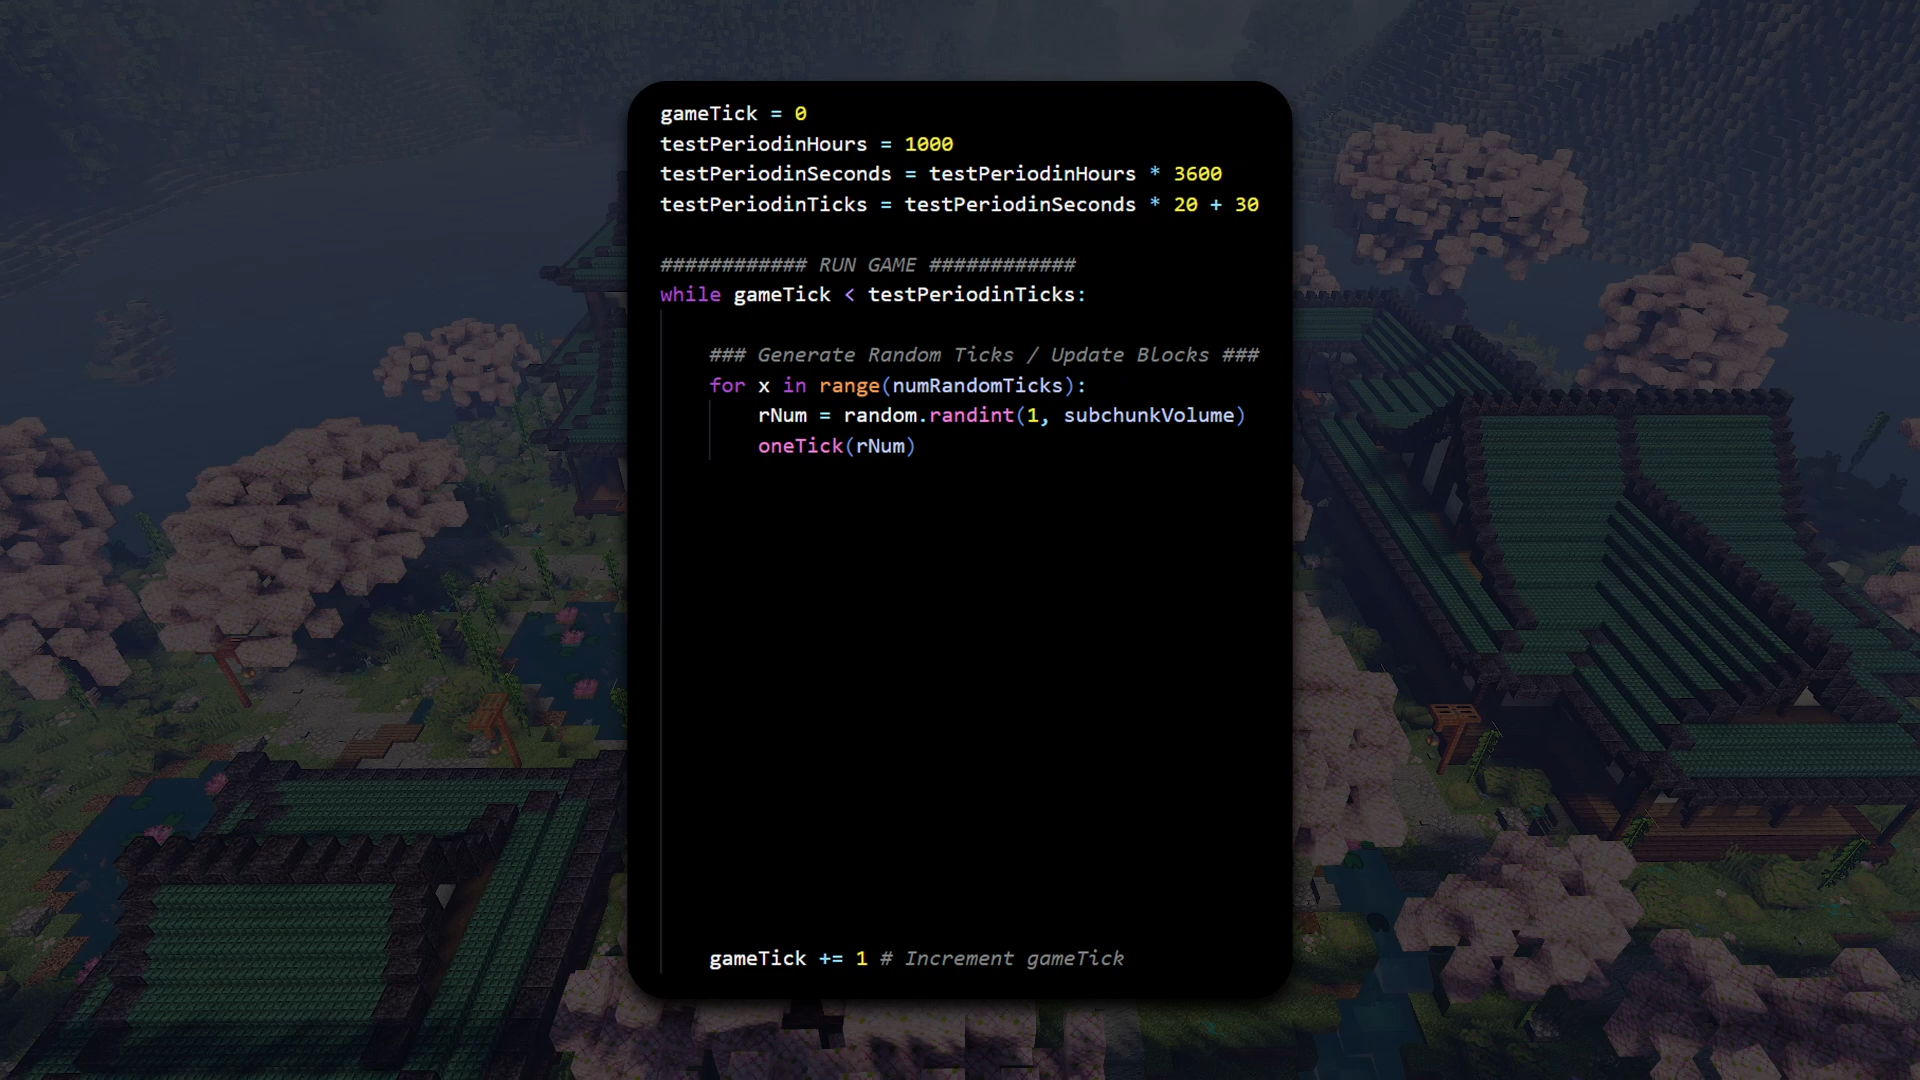 gameTick = 0
testPeriodinHours = 1000
testPeriodinSeconds = testPeriodinHours * 3600
testPeriodinTicks = testPeriodinSeconds * 20 + 30
############ RUN GAME ############
while gameTick < testPeriodinTicks:
### Generate Random Ticks / Update Blocks ###
for x in range(numRandomTicks):
rNum = random.randint(1, subchunkVolume)
oneTick(rNum)
gameTick += 1 # Increment gameTick